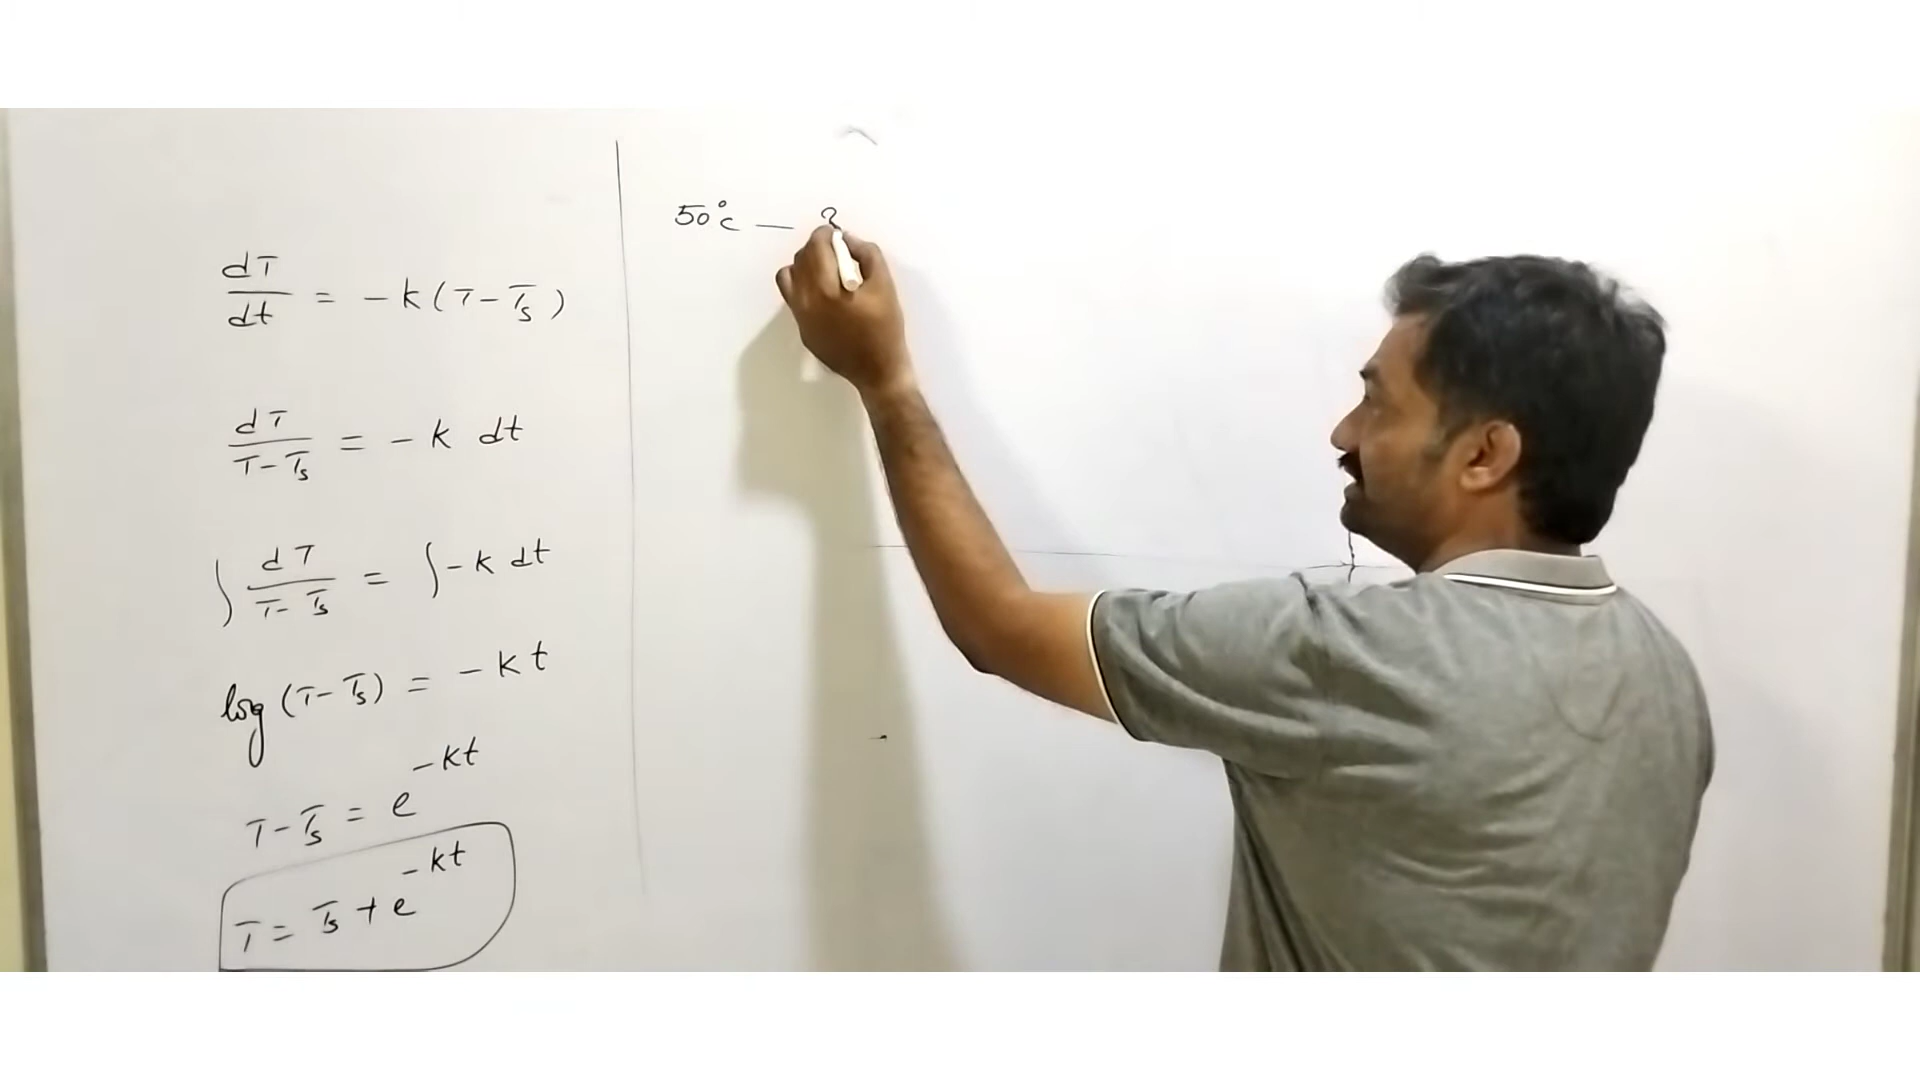 dT/dt = -k(T-Ts)
dT/T-Ts = -k dt
∫ dT/T-Ts = ∫-k dt
log (T-Ts) = -kt
T-Ts = e^-kt
T = Ts + e^-kt
50°c — ?